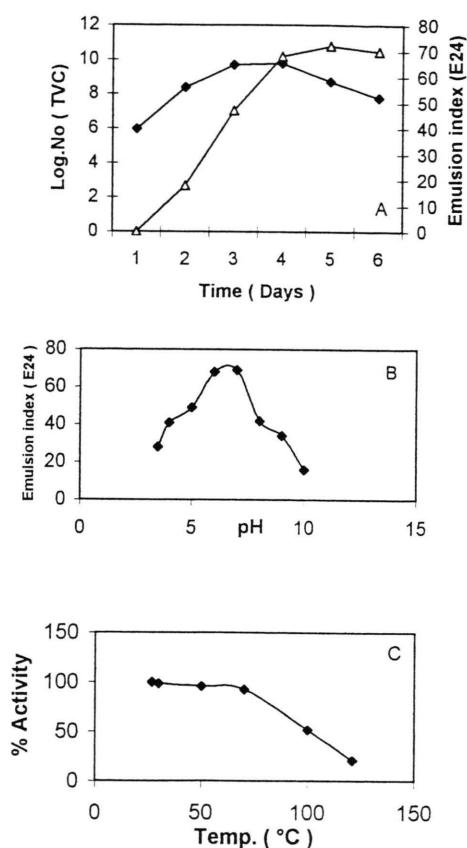 12
10
8
6
4
2
0
Log.No ( TVC)
80
70
60
50
40
30
20
10
0
Emulsion index (E24)
A
1 2 3 4 5 6
Time ( Days )
80
60
40
20
0
Emulsion index ( E24)
B
0 5 10 15
pH
150
100
50
0
% Activity
C
0 50 100 150
Temp. ( °C)